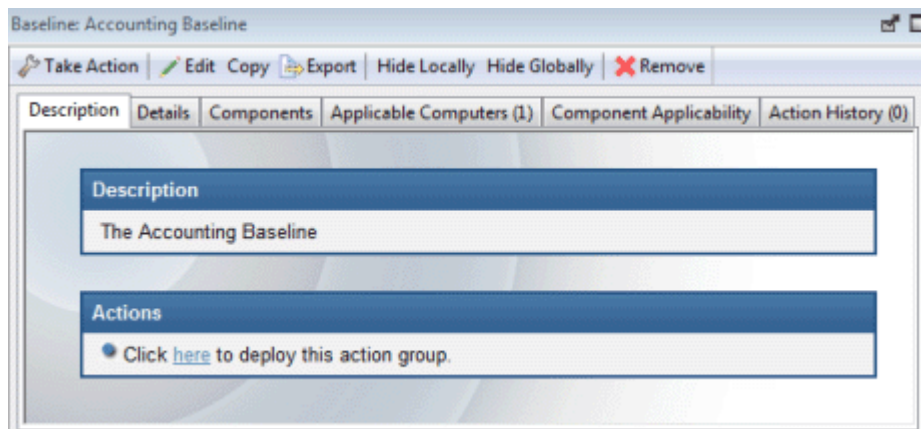 Baseline: Accounting Baseline
Take Action Edit Copy Export Hide Locally Hide Globally Remove
Description Details Components Applicable Computers (1) Component Applicability Action History (0)
Description
The Accounting Baseline
Actions
Click here to deploy this action group.